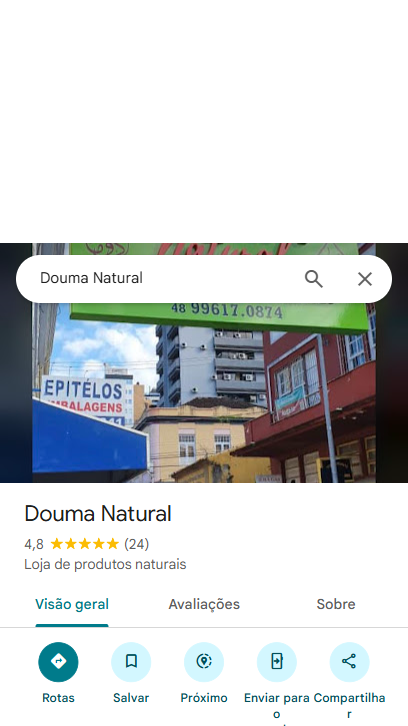 Douma Natural
48 99617.0874
EPITÉLOS
EMBALAGENS
Douma Natural
4,8 (24)
Loja de produtos naturais
Visão geral Avaliações Sobre
Rotas Salvar Próximo Enviar para o Compartilhar